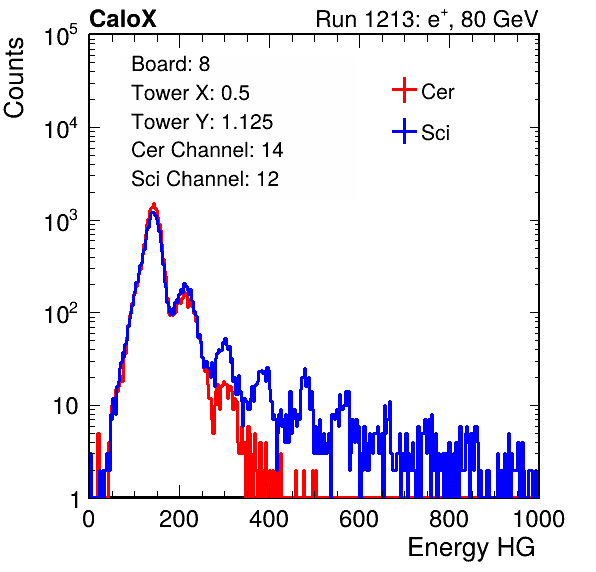 CaloX Run 1213: e⁺, 80 GeV
Counts
Board: 8
Tower X: 0.5
Tower Y: 1.125
Cer Channel: 14
Sci Channel: 12
Cer
Sci
10⁵
10⁴
10³
10²
10
1
0 200 400 600 800 1000
Energy HG